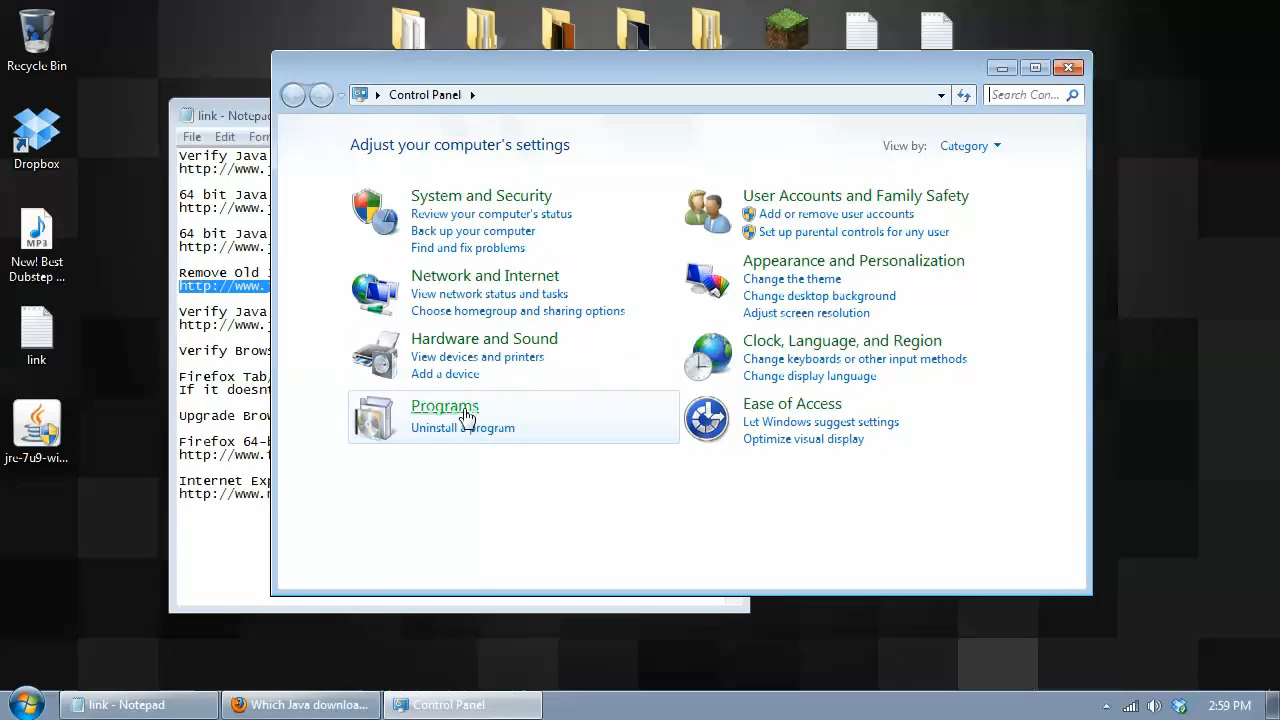 Recycle Bin
Dropbox
MP3
New! Best
Dubstep ...
link
jre-7u9-wi...
link - Notepad
File Edit
Verify Java
http://www.
64 bit Java
http://www.
64 bit Java
http://www.
Remove Old
http://www.
Verify Java
http://www.
Verify Brows
Firefox Tab/
If it doesn
Upgrade Brow
Firefox 64-b
http://www.
Internet Exp
http://www.
Control Panel
Search Con...
Adjust your computer's settings
View by: Category
System and Security
Review your computer's status
Back up your computer
Find and fix problems
Network and Internet
View network status and tasks
Choose homegroup and sharing options
Hardware and Sound
View devices and printers
Add a device
Programs
Uninstall a program
User Accounts and Family Safety
Add or remove user accounts
Set up parental controls for any user
Appearance and Personalization
Change the theme
Change desktop background
Adjust screen resolution
Clock, Language, and Region
Change keyboards or other input methods
Change display language
Ease of Access
Let Windows suggest settings
Optimize visual display
link - Notepad
Which Java downloa...
Control Panel
2:59 PM